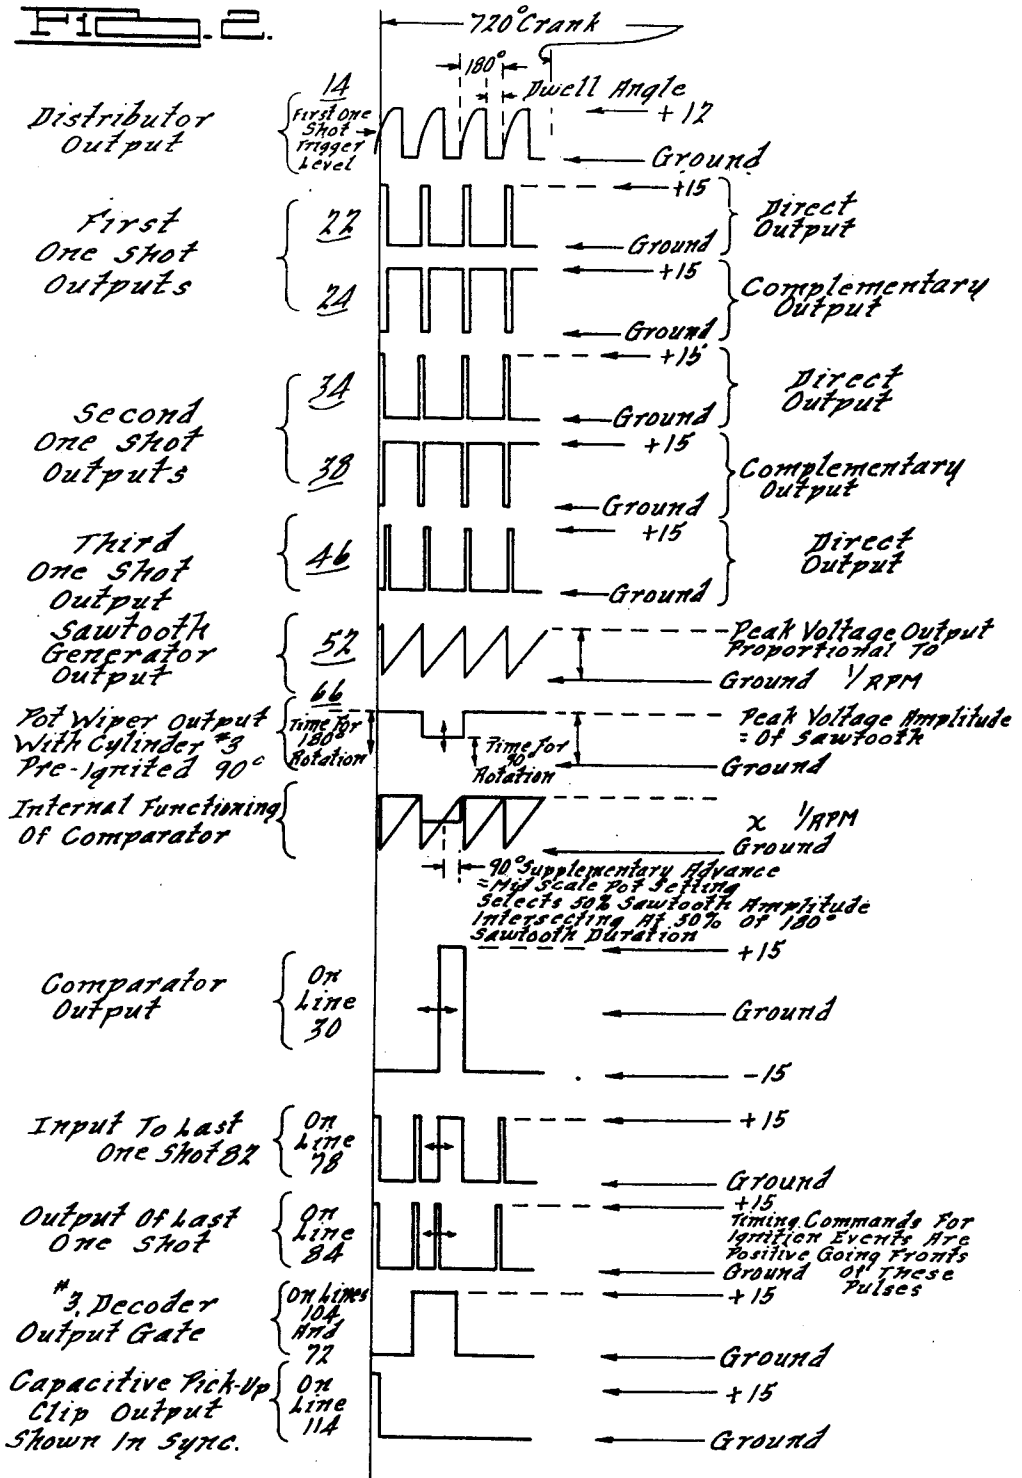 FIG. 2.
720° Crank
180°
Dwell Angle
Distributor
Output
14
First One
Shot
Trigger
Level
+12
Ground
First
One Shot
Outputs
22
+15
Ground
Direct
Output
24
+15
Ground
Complementary
Output
Second
One Shot
Outputs
34
+15
Ground
Direct
Output
38
+15
Ground
Complementary
Output
Third
One Shot
Output
46
+15
Ground
Direct
Output
Sawtooth
Generator
Output
52
Peak Voltage Output
Proportional To
Ground 1/RPM
Pot Wiper Output
With Cylinder #3
Pre-Ignited 90°
66
Time For
180°
Rotation
Time For
90°
Rotation
Peak Voltage Amplitude
= Of Sawtooth
Ground
Internal Functioning
Of Comparator
x 1/RPM
Ground
90° Supplementary Advance
=Mid Scale Pot Setting
Selects 50% Sawtooth Amplitude
Intersecting At 50% Of 180°
Sawtooth Duration
Comparator
Output
On
Line
30
+15
Ground
-15
Input To Last
One Shot 82
On
Line
78
+15
Ground
Output Of Last
One Shot
On
Line
84
+15
Timing Commands For
Ignition Events Are
Positive Going Fronts
Ground Of These
Pulses
#3 Decoder
Output Gate
On Lines
104
And
72
+15
Ground
Capacitive Pick-Up
Clip Output
Shown In Sync.
On
Line
114
+15
Ground